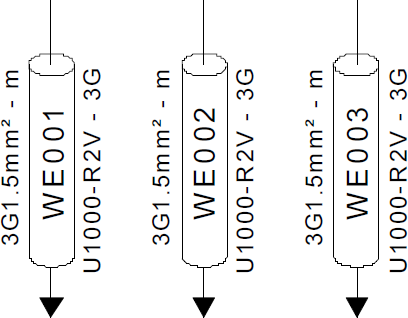 3G1.5mm² - m
WE001
U1000-R2V - 3G
3G1.5mm² - m
WE002
U1000-R2V - 3G
3G1.5mm² - m
WE003
U1000-R2V - 3G